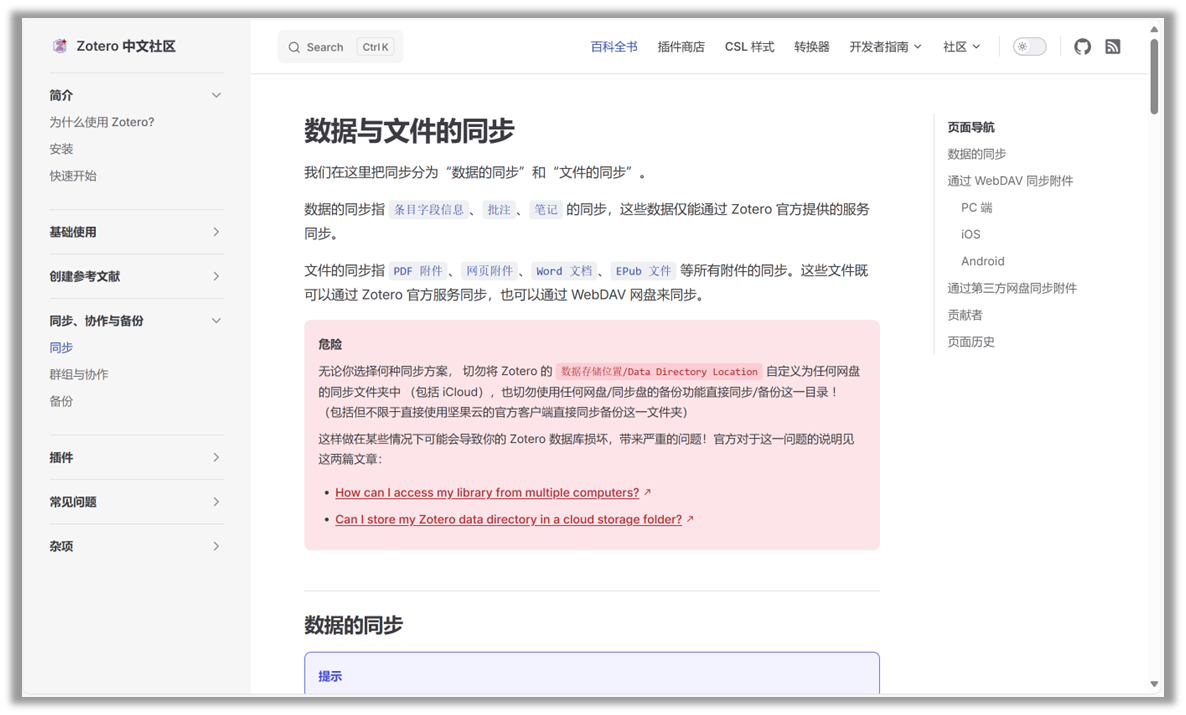 Zotero 中文社区
Search Ctrl K
百科全书 插件商店 CSL 样式 转换器 开发者指南 社区
简介
为什么使用 Zotero?
安装
快速开始
基础使用
创建参考文献
同步、协作与备份
同步
群组与协作
备份
插件
常见问题
杂项
数据与文件的同步
我们在这里把同步分为“数据的同步”和“文件的同步”。
数据的同步指 条目字段信息、批注、笔记 的同步，这些数据仅能通过 Zotero 官方提供的服务
同步。
文件的同步指 PDF 附件、网页附件、Word 文档、EPub 文件 等所有附件的同步。这些文件既
可以通过 Zotero 官方服务同步，也可以通过 WebDAV 网盘来同步。
危险
无论你选择何种同步方案， 切勿将 Zotero 的 数据存储位置/Data Directory Location 自定义为任何网盘
的同步文件夹中 （包括 iCloud），也切勿使用任何网盘/同步盘的备份功能直接同步/备份这一目录！
（包括但不限于直接使用坚果云的官方客户端直接同步备份这一文件夹）
这样做在某些情况下可能会导致你的 Zotero 数据库损坏，带来严重的问题！官方对于这一问题的说明见
这两篇文章：
• How can I access my library from multiple computers? ↗
• Can I store my Zotero data directory in a cloud storage folder? ↗
数据的同步
提示
页面导航
数据的同步
通过 WebDAV 同步附件
PC 端
iOS
Android
通过第三方网盘同步附件
贡献者
页面历史